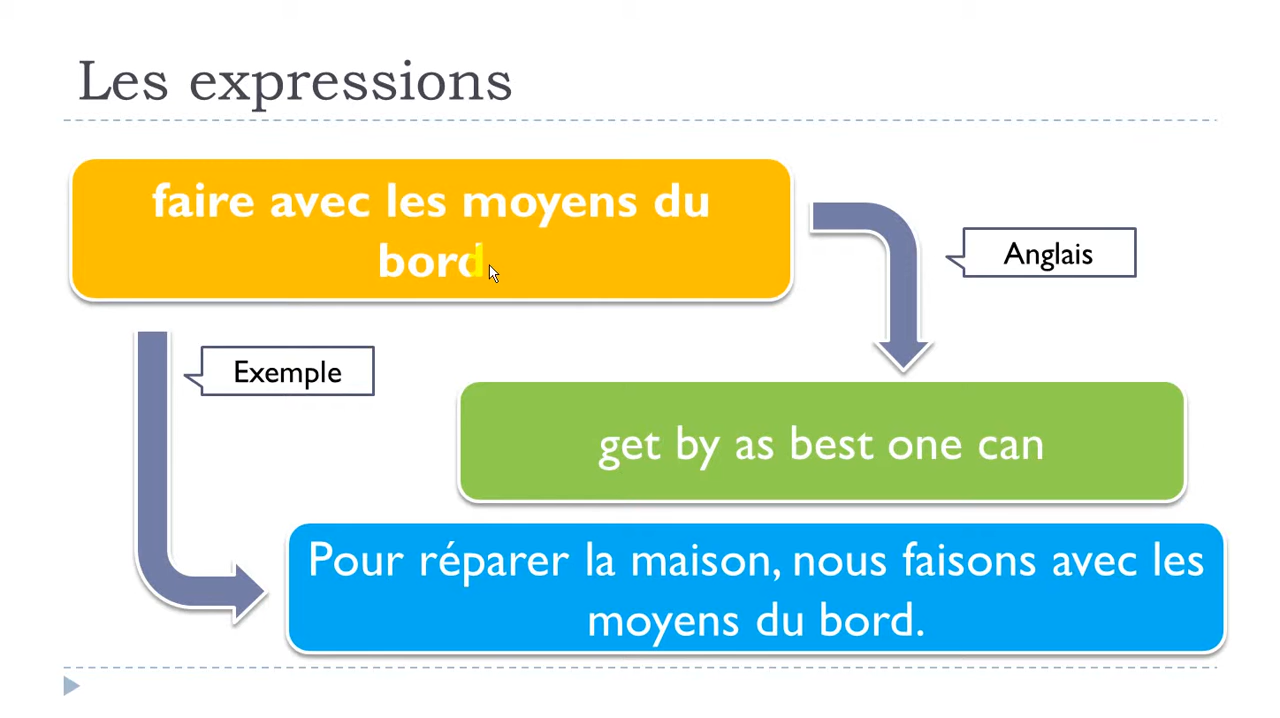 Les expressions
faire avec les moyens du
bord
Anglais
Exemple
get by as best one can
Pour réparer la maison, nous faisons avec les
moyens du bord.